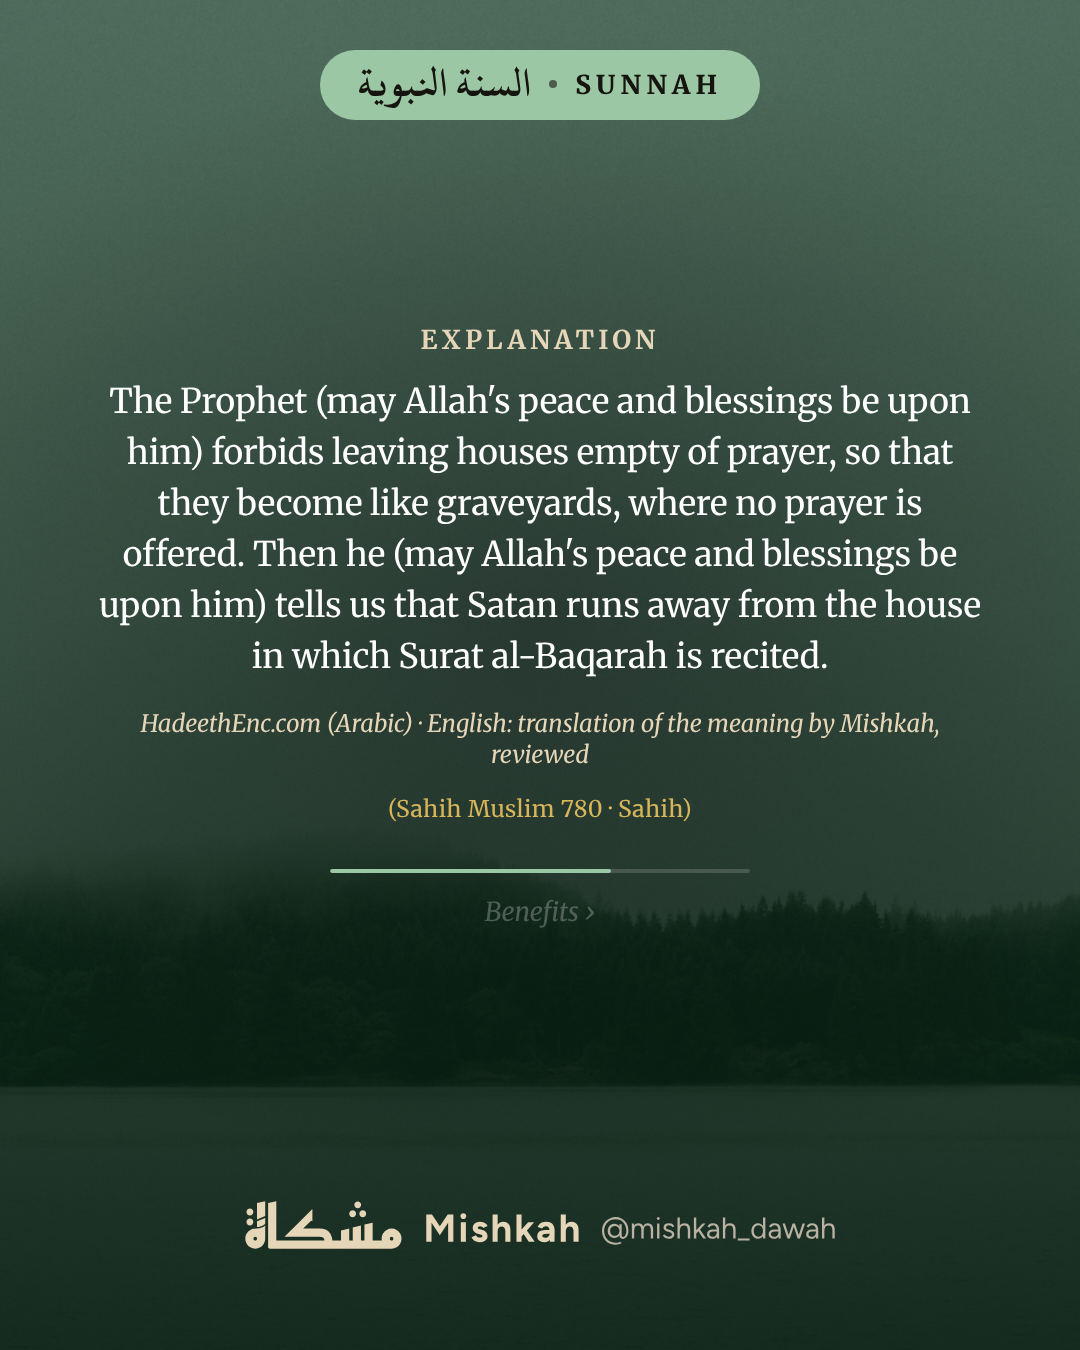 السنة النبوية • SUNNAH
EXPLANATION
The Prophet (may Allah's peace and blessings be upon
him) forbids leaving houses empty of prayer, so that
they become like graveyards, where no prayer is
offered. Then he (may Allah's peace and blessings be
upon him) tells us that Satan runs away from the house
in which Surat al-Baqarah is recited.
HadeethEnc.com (Arabic) · English: translation of the meaning by Mishkah,
reviewed
(Sahih Muslim 780 · Sahih)
Benefits ›
مشكاة Mishkah @mishkah_dawah